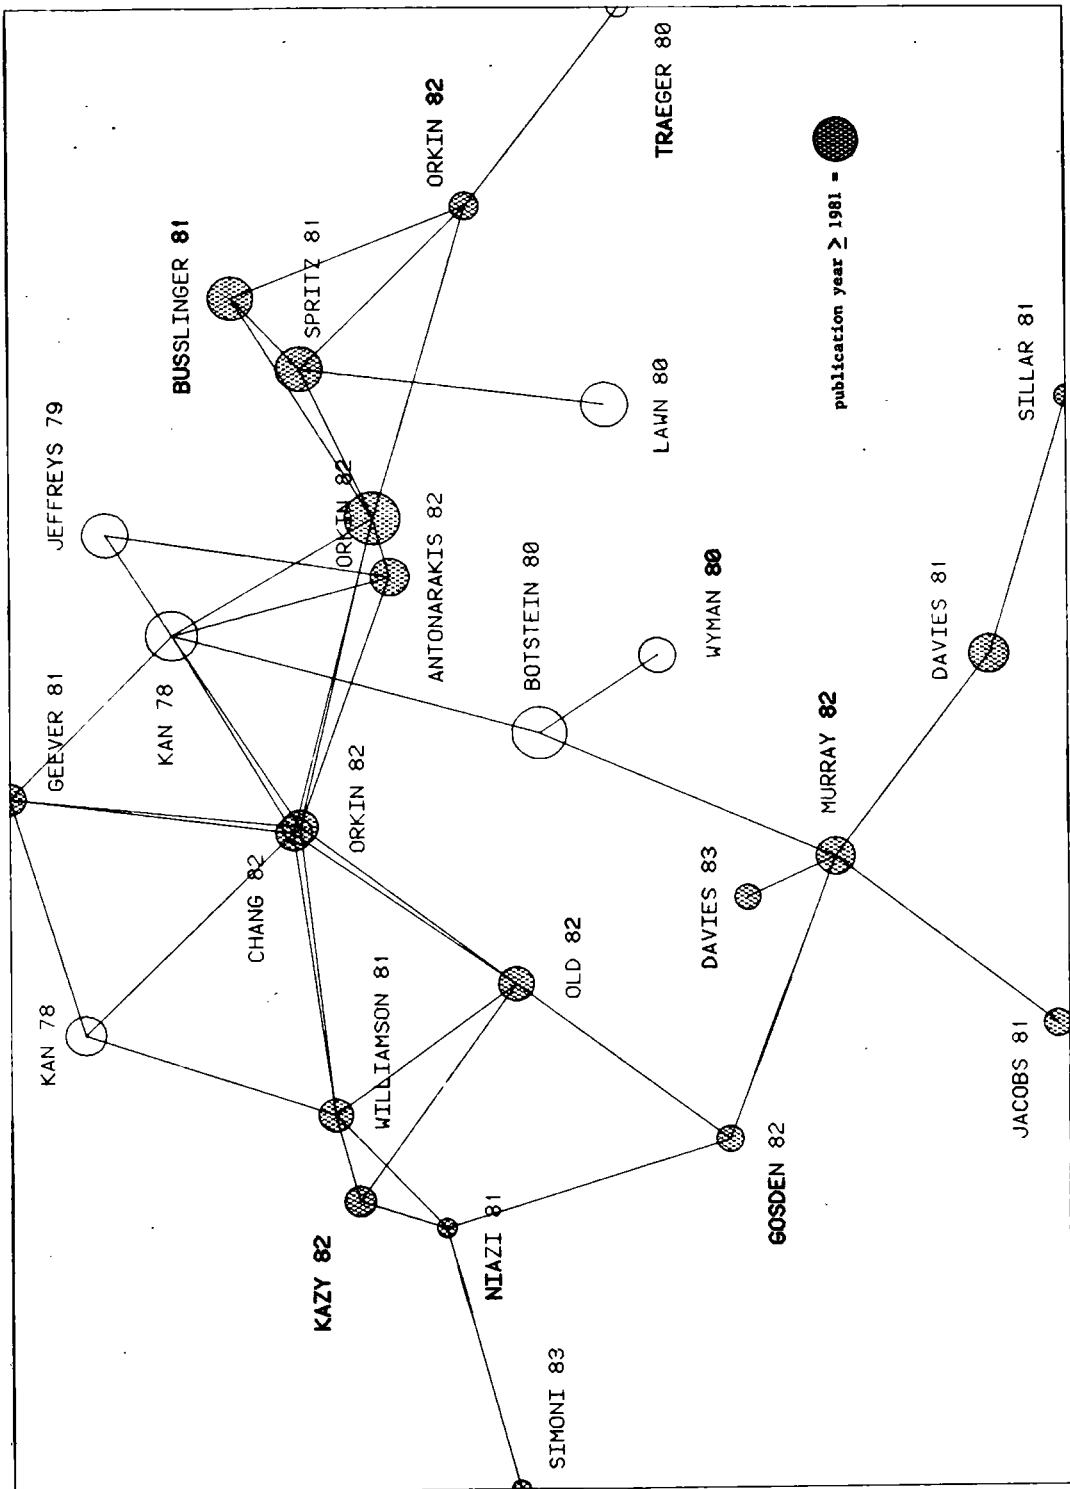 TRAEGER 80
ORKIN 82
publication year ≥ 1981 =
BUSSLINGER 81
SPRITZ 81
SILLAR 81
LAWN 80
JEFFREYS 79
ORKIN 82
ANTONARAKIS 82
BOTSTEIN 80
WYMAN 80
DAVIES 81
GEEVER 81
KAN 78
ORKIN 82
MURRAY 82
CHANG 82
DAVIES 83
OLD 82
KAN 78
WILLIAMSON 81
JACOBS 81
GOSDEN 82
KAZY 82
NIAZI 81
SIMONI 83